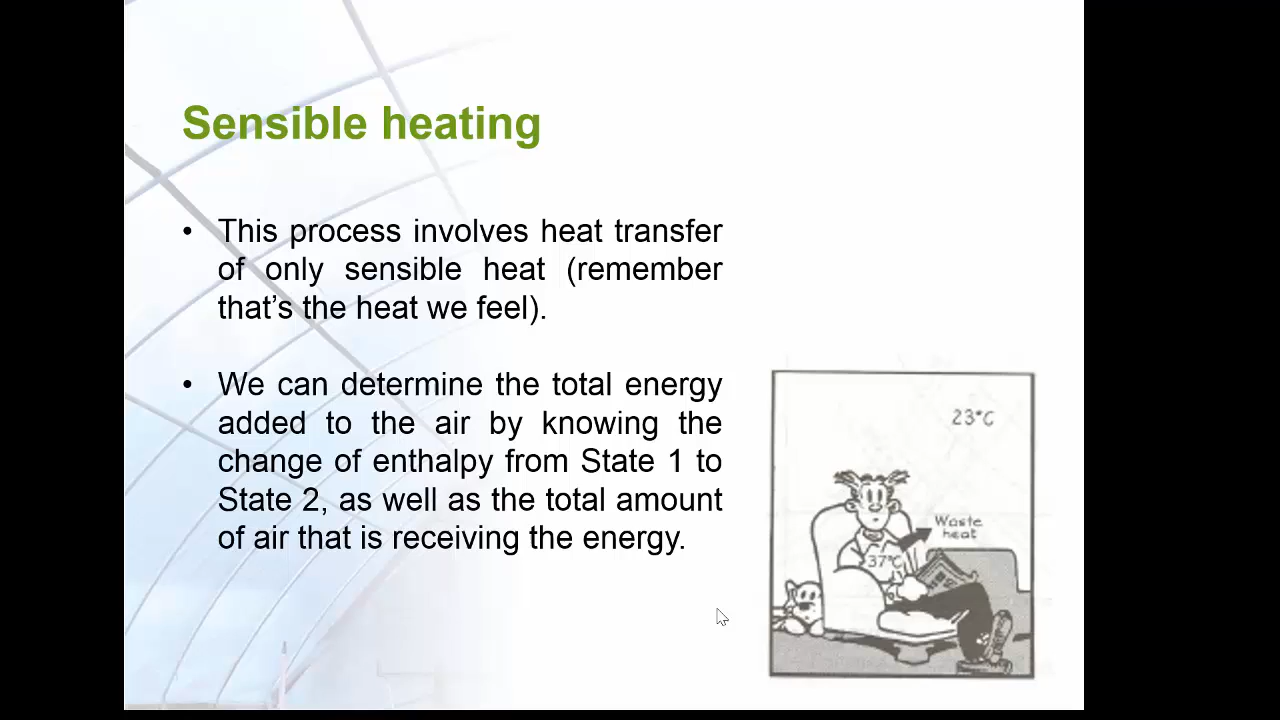 Sensible heating
• This process involves heat transfer
of only sensible heat (remember
that’s the heat we feel).
• We can determine the total energy
added to the air by knowing the
change of enthalpy from State 1 to
State 2, as well as the total amount
of air that is receiving the energy.
23°C
Waste
heat
37°C